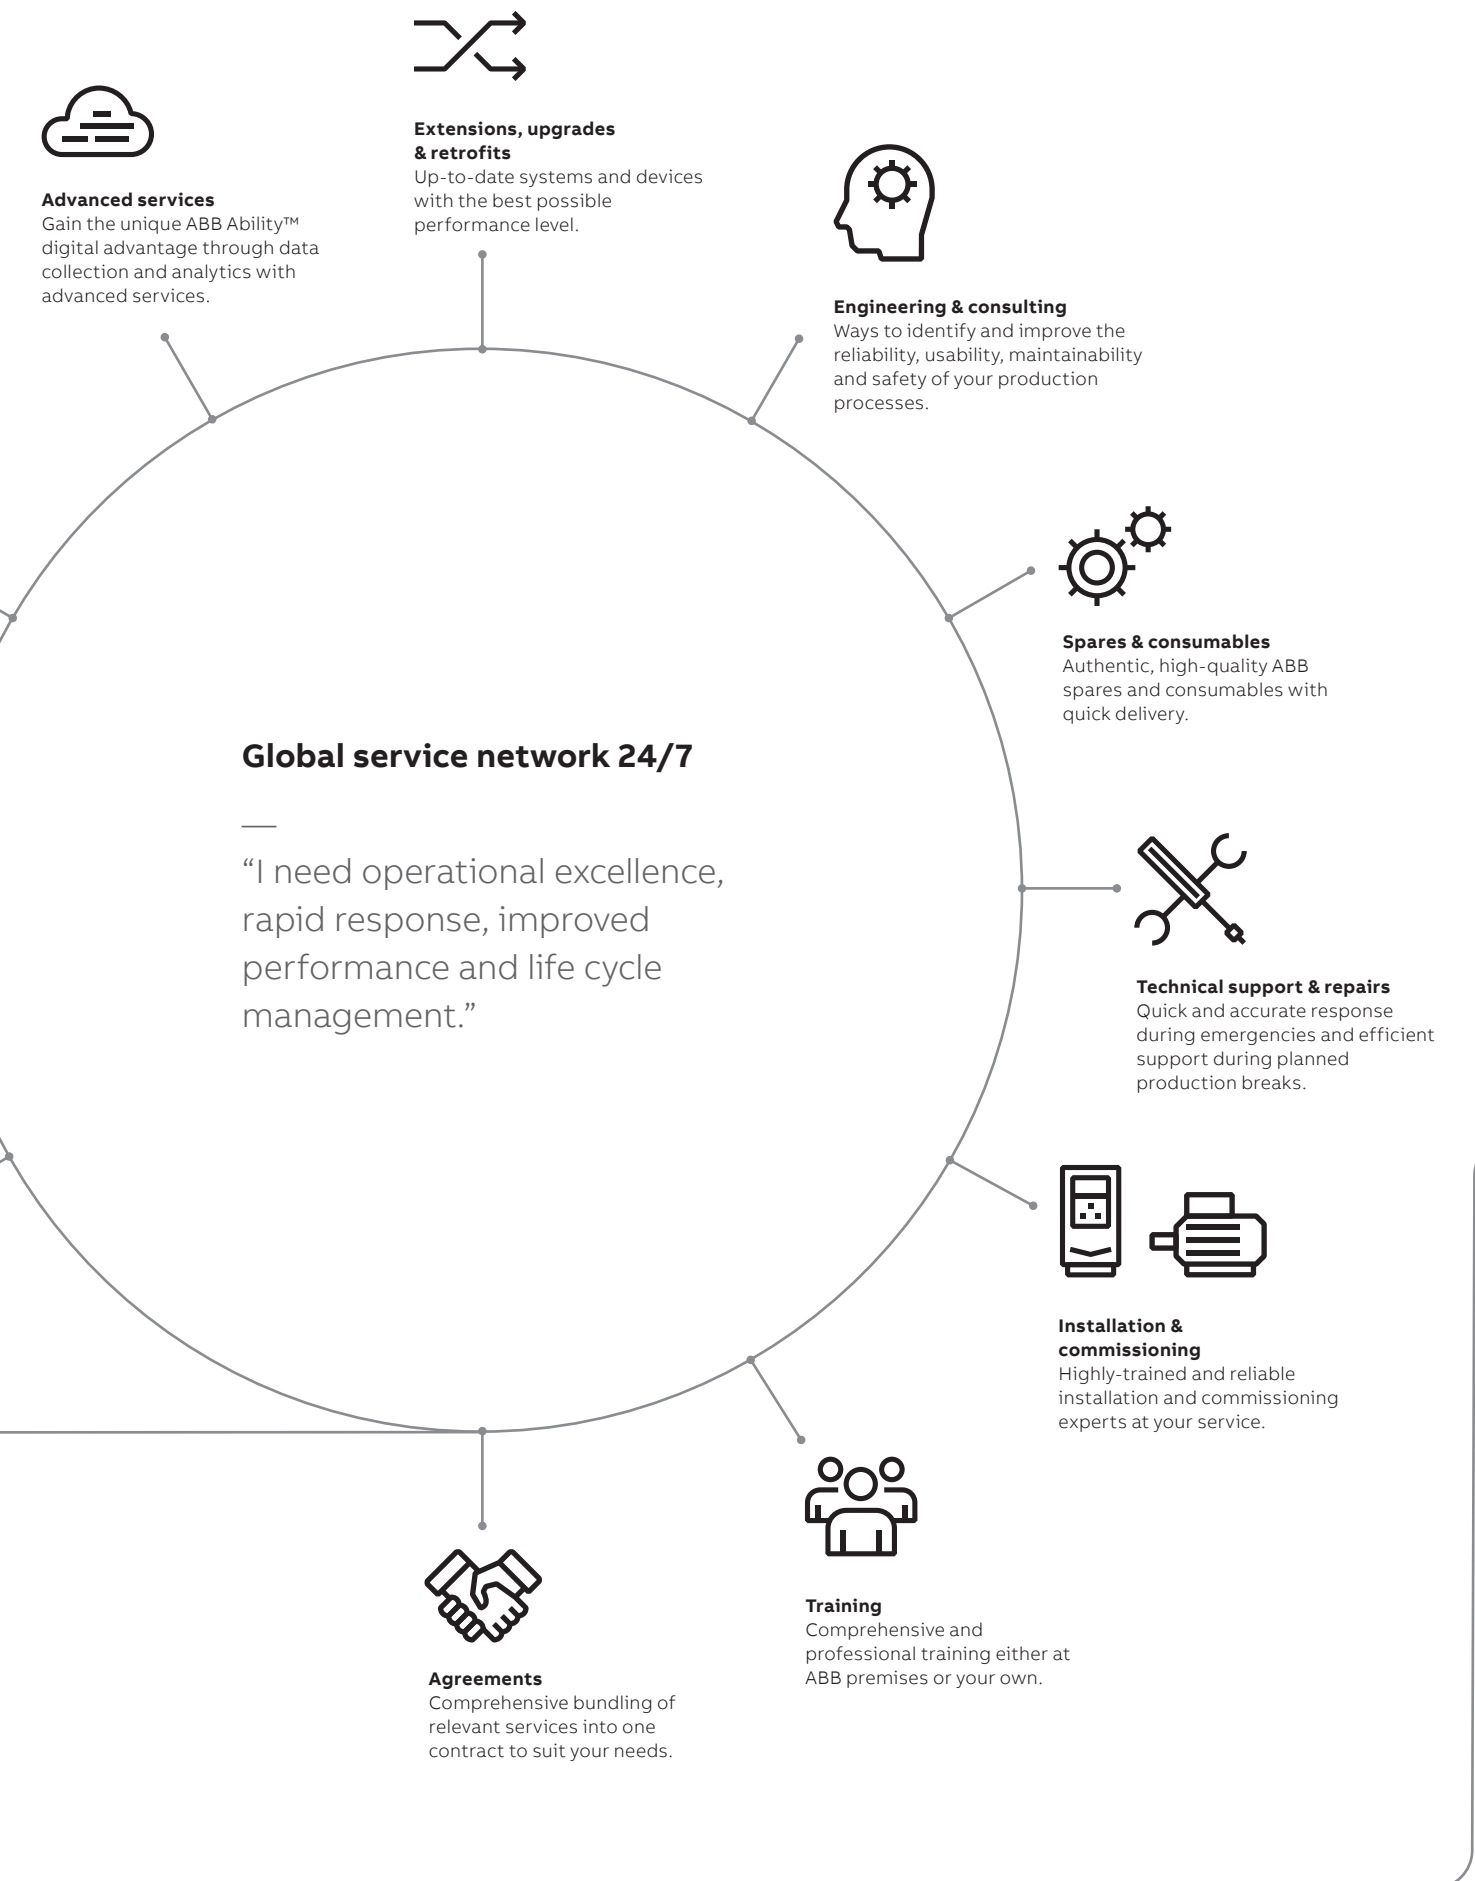 Extensions, upgrades
& retrofits
Up-to-date systems and devices
with the best possible
performance level.
Advanced services
Gain the unique ABB Ability™
digital advantage through data
collection and analytics with
advanced services.
Engineering & consulting
Ways to identify and improve the
reliability, usability, maintainability
and safety of your production
processes.
Spares & consumables
Authentic, high-quality ABB
spares and consumables with
quick delivery.
Global service network 24/7
“I need operational excellence,
rapid response, improved
performance and life cycle
management.”
Technical support & repairs
Quick and accurate response
during emergencies and efficient
support during planned
production breaks.
Installation &
commissioning
Highly-trained and reliable
installation and commissioning
experts at your service.
Training
Comprehensive and
professional training either at
ABB premises or your own.
Agreements
Comprehensive bundling of
relevant services into one
contract to suit your needs.